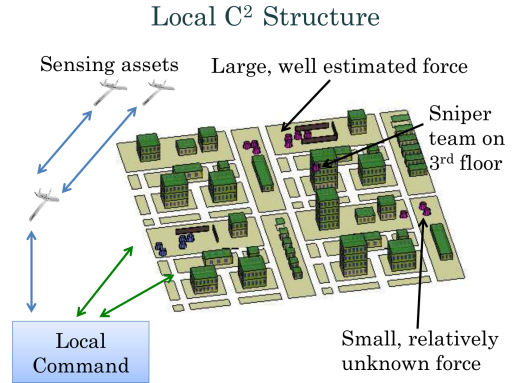 Local C² Structure
Sensing assets
Large, well estimated force
Sniper
team on
3rd floor
Local
Command
Small, relatively
unknown force